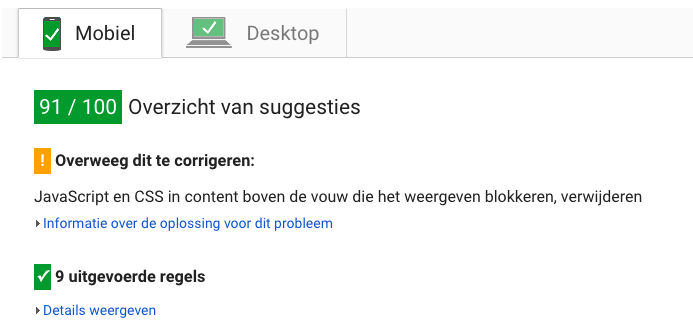 Mobiel
Desktop
91 / 100 Overzicht van suggesties
! Overweeg dit te corrigeren:
JavaScript en CSS in content boven de vouw die het weergeven blokkeren, verwijderen
Informatie over de oplossing voor dit probleem
9 uitgevoerde regels
Details weergeven